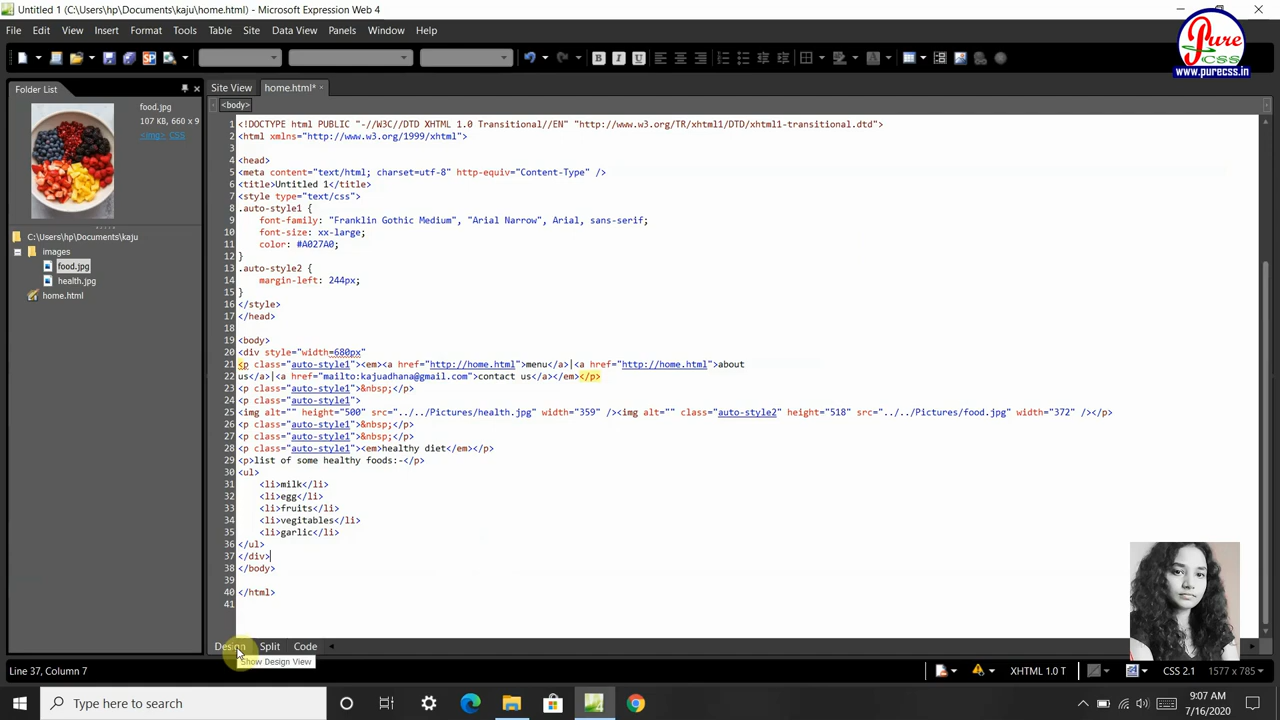 Untitled 1 (C:\Users\hp\Documents\kaju\home.html) - Microsoft Expression Web 4
File Edit View Insert Format Tools Table Site Data View Panels Window Help
Pure
CSS
www.purecss.in
Folder List
food.jpg
107 KB, 660 x 9
<img> CSS
C:\Users\hp\Documents\kaju
images
food.jpg
health.jpg
home.html
Site View home.html*
<body>
1 <!DOCTYPE html PUBLIC "-//W3C//DTD XHTML 1.0 Transitional//EN" "http://www.w3.org/TR/xhtml1/DTD/xhtml1-transitional.dtd">
2 <html xmlns="http://www.w3.org/1999/xhtml">
3
4 <head>
5 <meta content="text/html; charset=utf-8" http-equiv="Content-Type" />
6 <title>Untitled 1</title>
7 <style type="text/css">
8 .auto-style1 {
9 font-family: "Franklin Gothic Medium", "Arial Narrow", Arial, sans-serif;
10 font-size: xx-large;
11 color: #A027A0;
12 }
13 .auto-style2 {
14 margin-left: 244px;
15 }
16 </style>
17 </head>
18
19 <body>
20 <div style="width=680px"
21 <p class="auto-style1"><em><a href="http://home.html">menu</a>|<a href="http://home.html">about
22 us</a>|<a href="mailto:kajuadhana@gmail.com">contact us</a></em></p>
23 <p class="auto-style1">&nbsp;</p>
24 <p class="auto-style1">
25 <img alt="" height="500" src="../../Pictures/health.jpg" width="359" /><img alt="" class="auto-style2" height="518" src="../../Pictures/food.jpg" width="372" /></p>
26 <p class="auto-style1">&nbsp;</p>
27 <p class="auto-style1">&nbsp;</p>
28 <p class="auto-style1"><em>healthy diet</em></p>
29 <p>list of some healthy foods:-</p>
30 <ul>
31 <li>milk</li>
32 <li>egg</li>
33 <li>fruits</li>
34 <li>vegitables</li>
35 <li>garlic</li>
36 </ul>
37 </div>
38 </body>
39
40 </html>
41
Design Split Code
Show Design View
Line 37, Column 7
XHTML 1.0 T CSS 2.1 1577 x 785
Type here to search
9:07 AM
7/16/2020